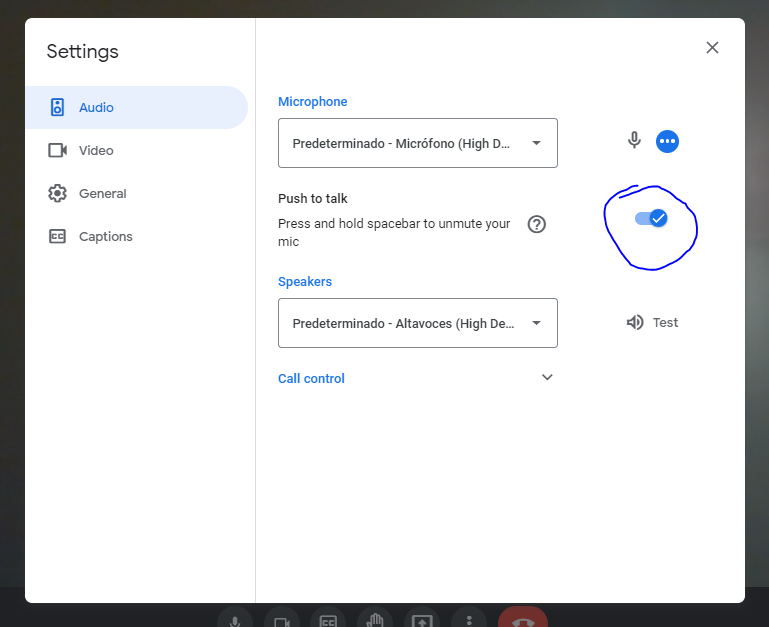 Settings
Audio
Video
General
Captions
Microphone
Predeterminado - Micrófono (High D...
Push to talk
Press and hold spacebar to unmute your
mic
Speakers
Predeterminado - Altavoces (High De...
Test
Call control